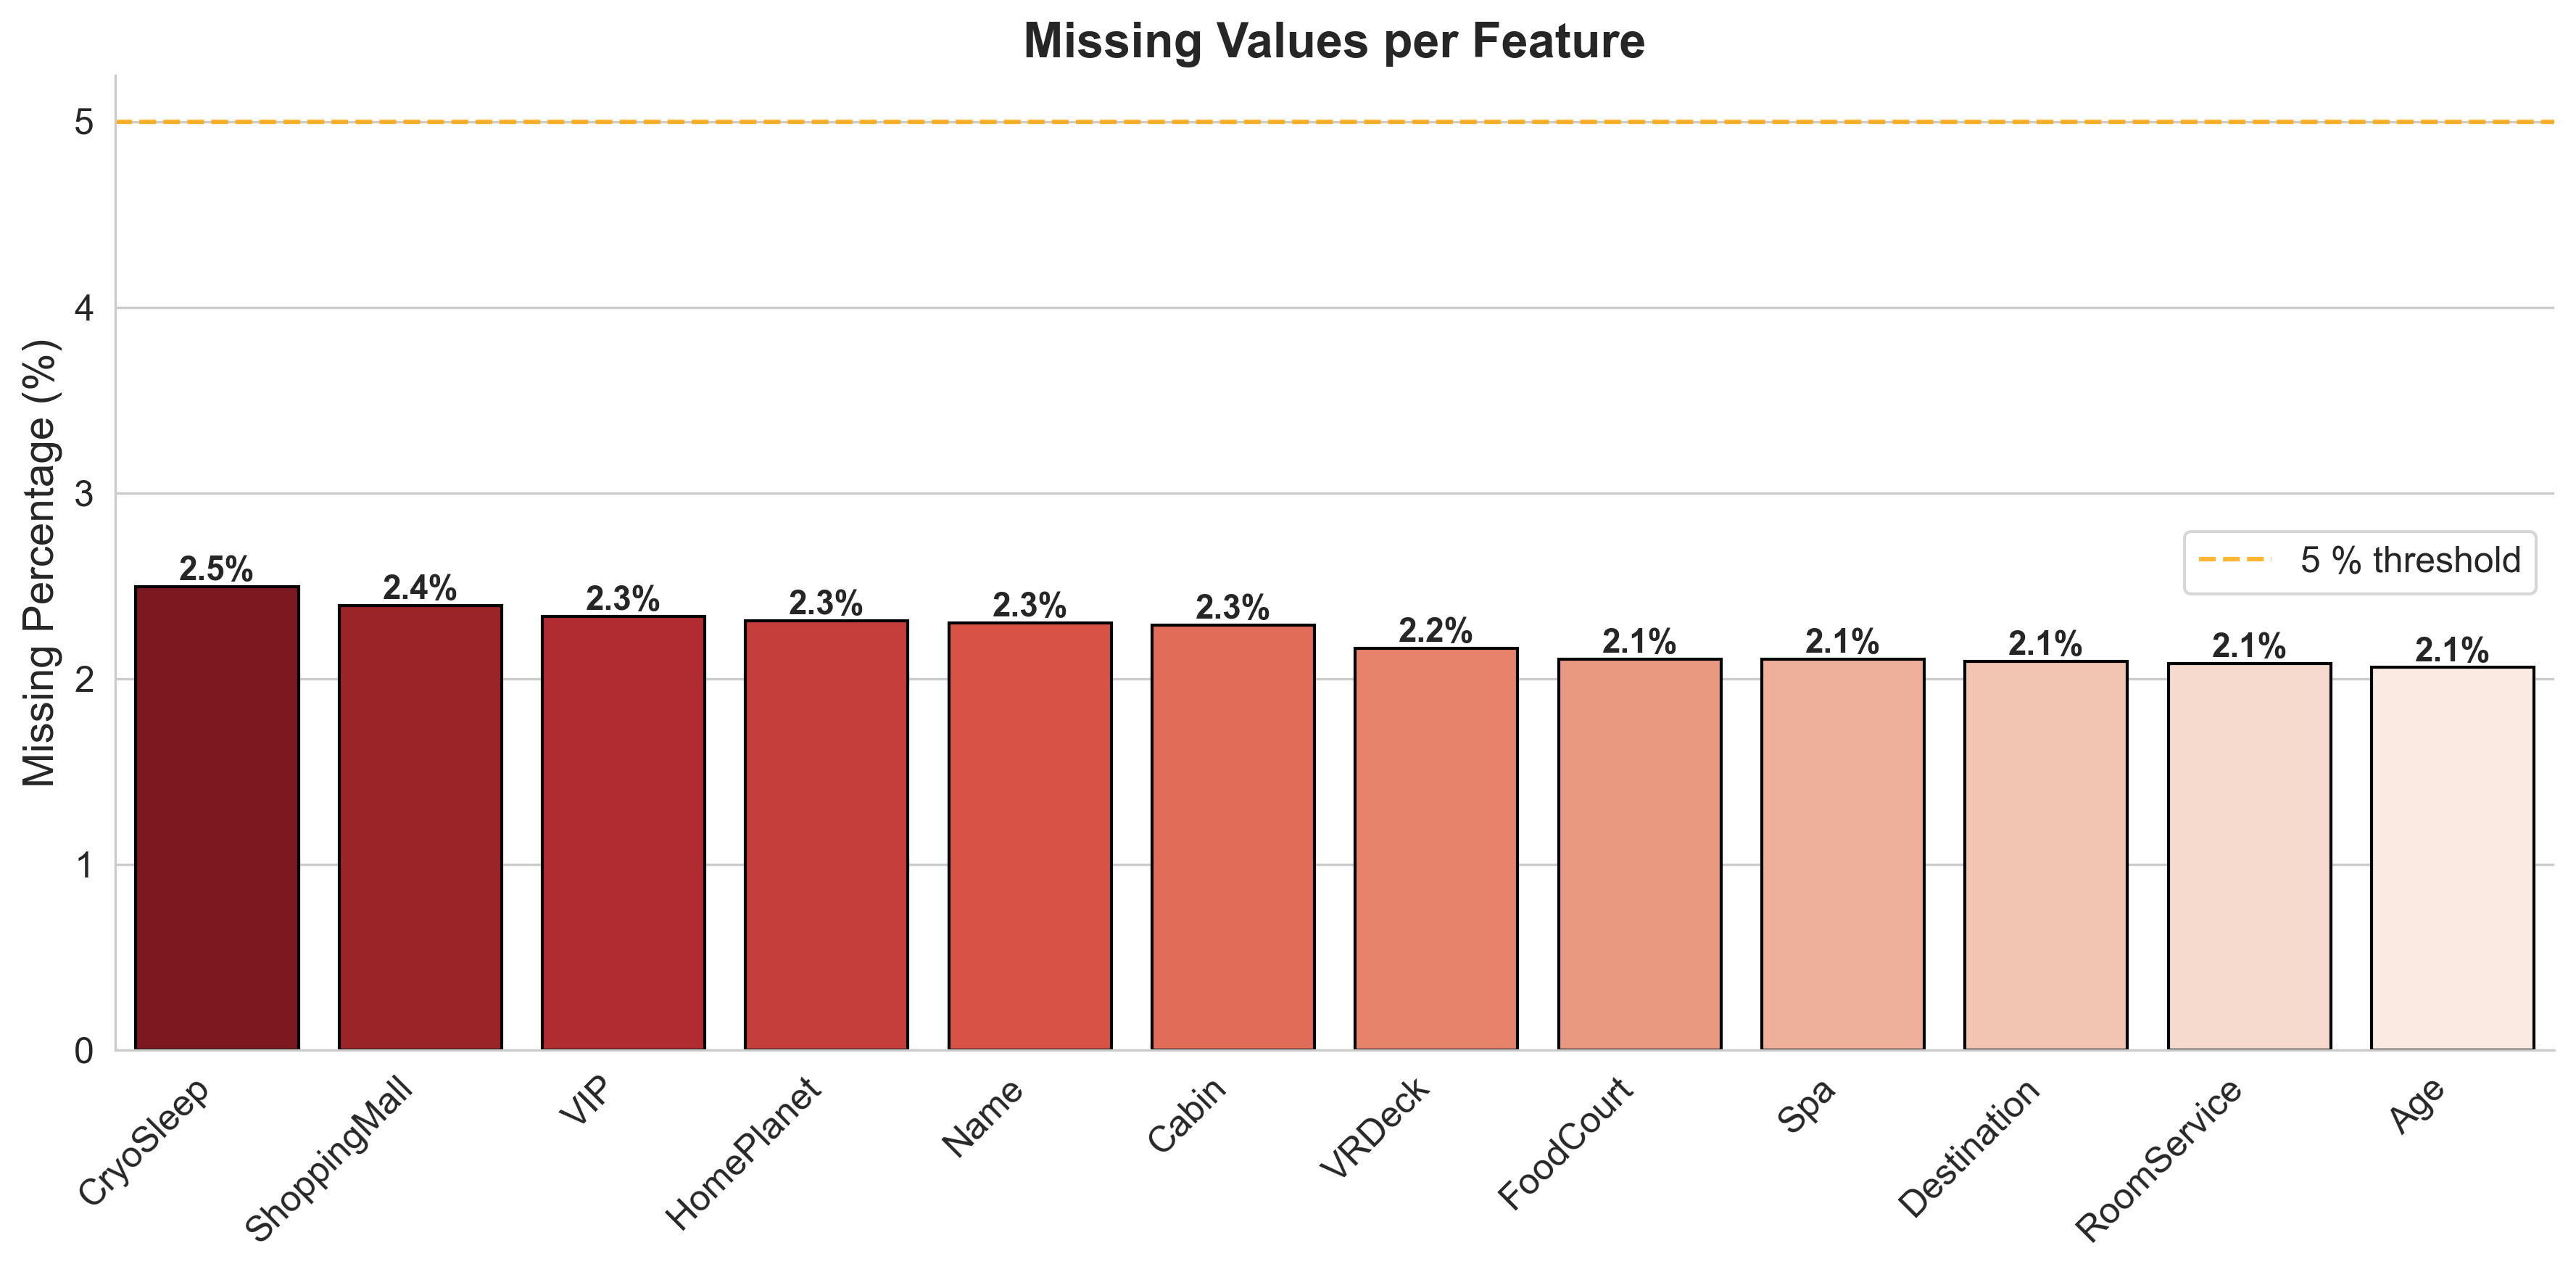 Missing Values per Feature
Missing Percentage (%)
5
4
3
2
1
0
5 % threshold
2.5%
2.4%
2.3%
2.3%
2.3%
2.3%
2.2%
2.1%
2.1%
2.1%
2.1%
2.1%
CryoSleep
ShoppingMall
VIP
HomePlanet
Name
Cabin
VRDeck
FoodCourt
Spa
Destination
RoomService
Age